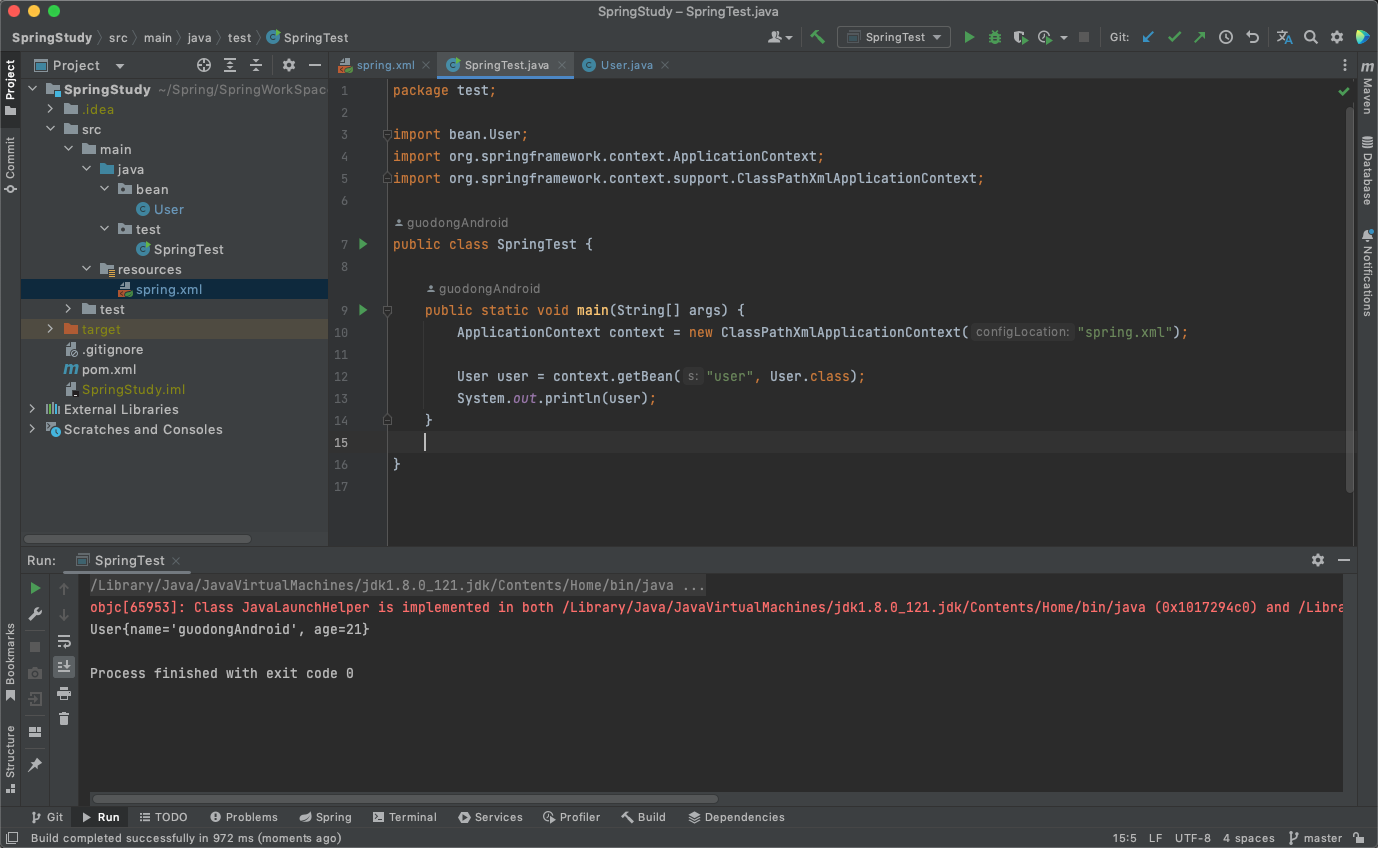 SpringStudy – SpringTest.java
SpringStudy src main java test SpringTest
SpringTest
Git:
Project
spring.xml SpringTest.java User.java
Project
Commit
Bookmarks
Structure
SpringStudy ~/Spring/SpringWorkSpac
.idea
src
main
java
bean
User
test
SpringTest
resources
spring.xml
test
target
.gitignore
pom.xml
SpringStudy.iml
External Libraries
Scratches and Consoles
1 package test;
2
3 import bean.User;
4 import org.springframework.context.ApplicationContext;
5 import org.springframework.context.support.ClassPathXmlApplicationContext;
6
guodongAndroid
7 public class SpringTest {
8
guodongAndroid
9 public static void main(String[] args) {
10 ApplicationContext context = new ClassPathXmlApplicationContext( configLocation: "spring.xml");
11
12 User user = context.getBean( s: "user", User.class);
13 System.out.println(user);
14 }
15
16 }
17
Maven
Database
Notifications
Run: SpringTest
/Library/Java/JavaVirtualMachines/jdk1.8.0_121.jdk/Contents/Home/bin/java ...
objc[65953]: Class JavaLaunchHelper is implemented in both /Library/Java/JavaVirtualMachines/jdk1.8.0_121.jdk/Contents/Home/bin/java (0x1017294c0) and /Libra
User{name='guodongAndroid', age=21}
Process finished with exit code 0
Git Run TODO Problems Spring Terminal Services Profiler Build Dependencies
Build completed successfully in 972 ms (moments ago) 15:5 LF UTF-8 4 spaces master